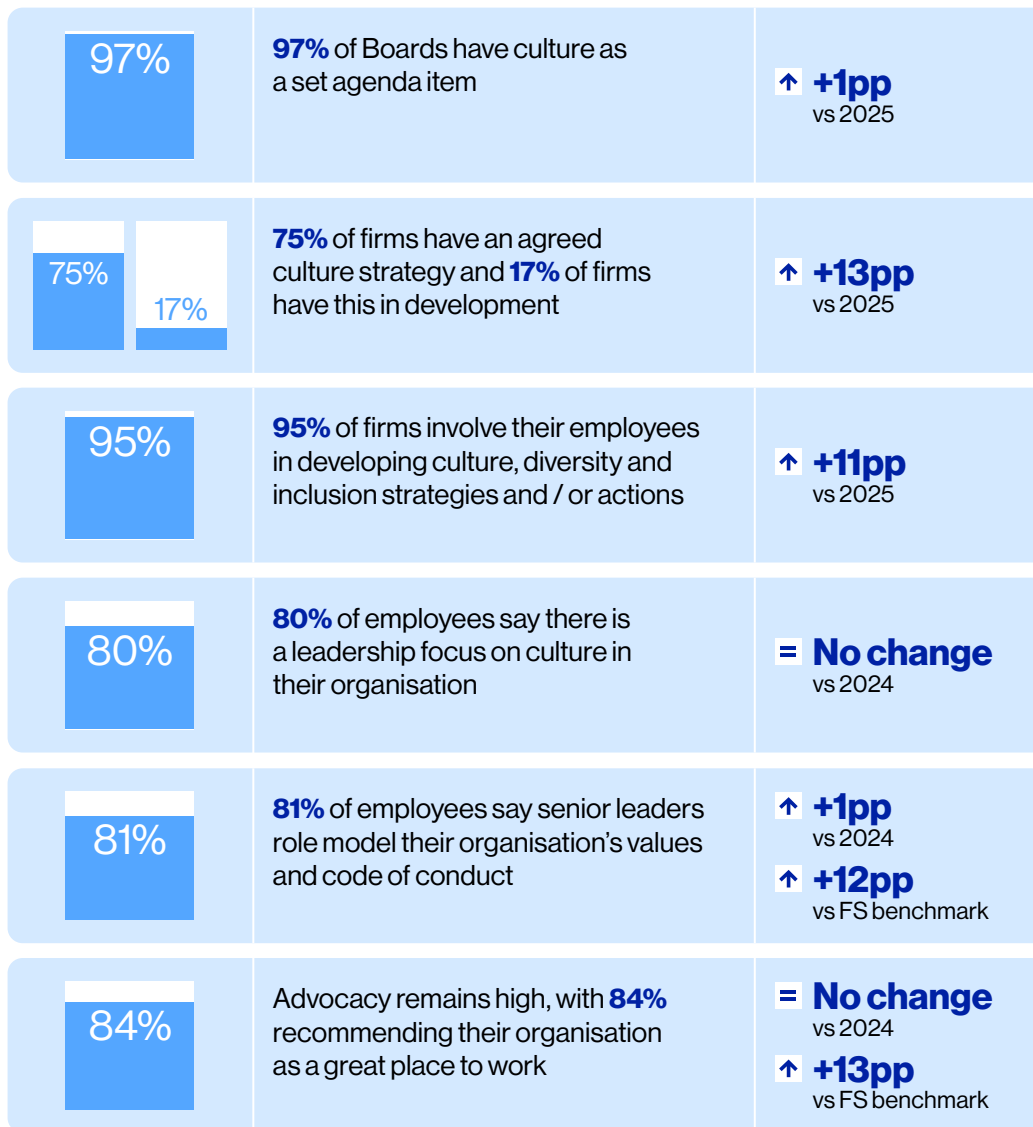 97%
97% of Boards have culture as
a set agenda item
+1pp
vs 2025
75%
17%
75% of firms have an agreed
culture strategy and 17% of firms
have this in development
+13pp
vs 2025
95%
95% of firms involve their employees
in developing culture, diversity and
inclusion strategies and / or actions
+11pp
vs 2025
80%
80% of employees say there is
a leadership focus on culture in
their organisation
= No change
vs 2024
81%
81% of employees say senior leaders
role model their organisation's values
and code of conduct
+1pp
vs 2024
+12pp
vs FS benchmark
84%
Advocacy remains high, with 84%
recommending their organisation
as a great place to work
= No change
vs 2024
+13pp
vs FS benchmark